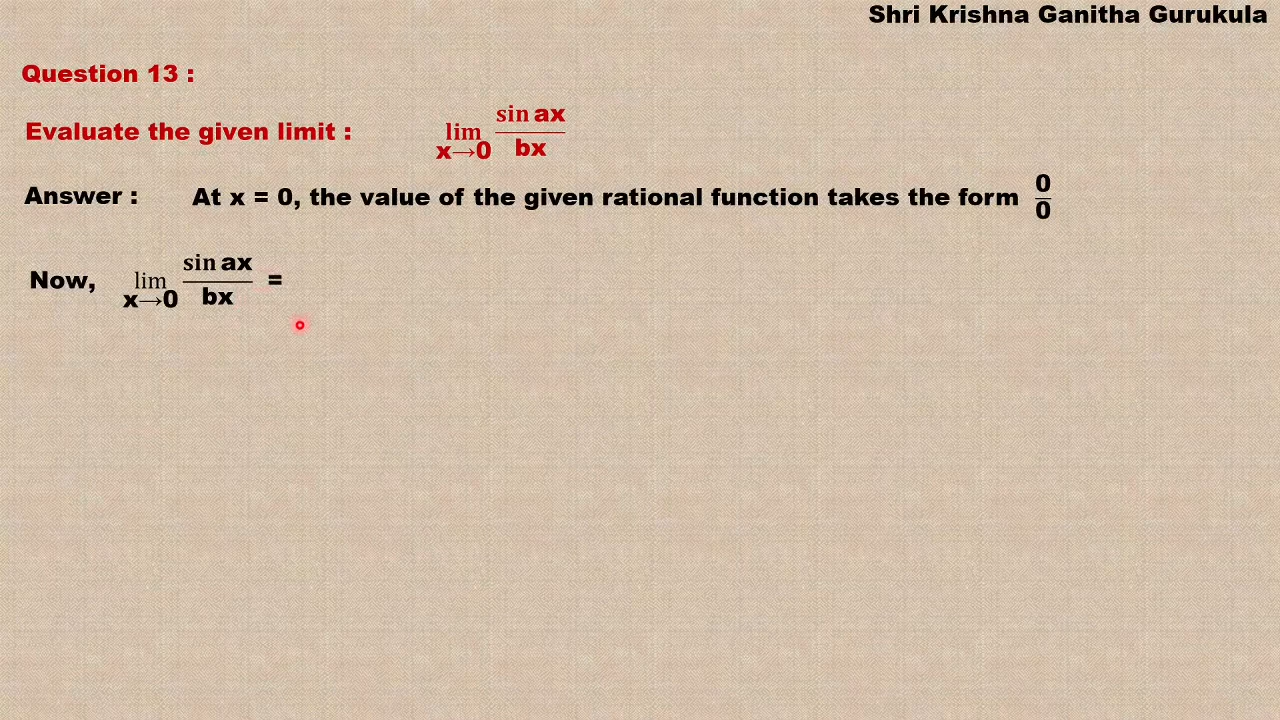 Shri Krishna Ganitha Gurukula
Question 13 :
Evaluate the given limit : lim x→0 sin ax / bx
Answer : At x = 0, the value of the given rational function takes the form 0/0
Now, lim x→0 sin ax / bx =